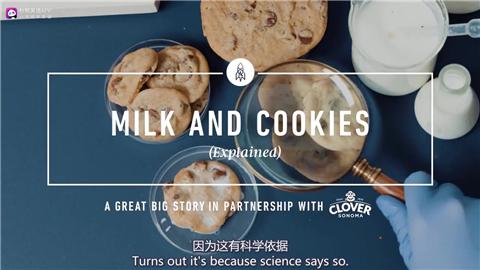 MILK AND COOKIES
(Explained)
A GREAT BIG STORY IN PARTNERSHIP WITH CLOVER SONOMA
因为这有科学依据
Turns out it's because science says so.